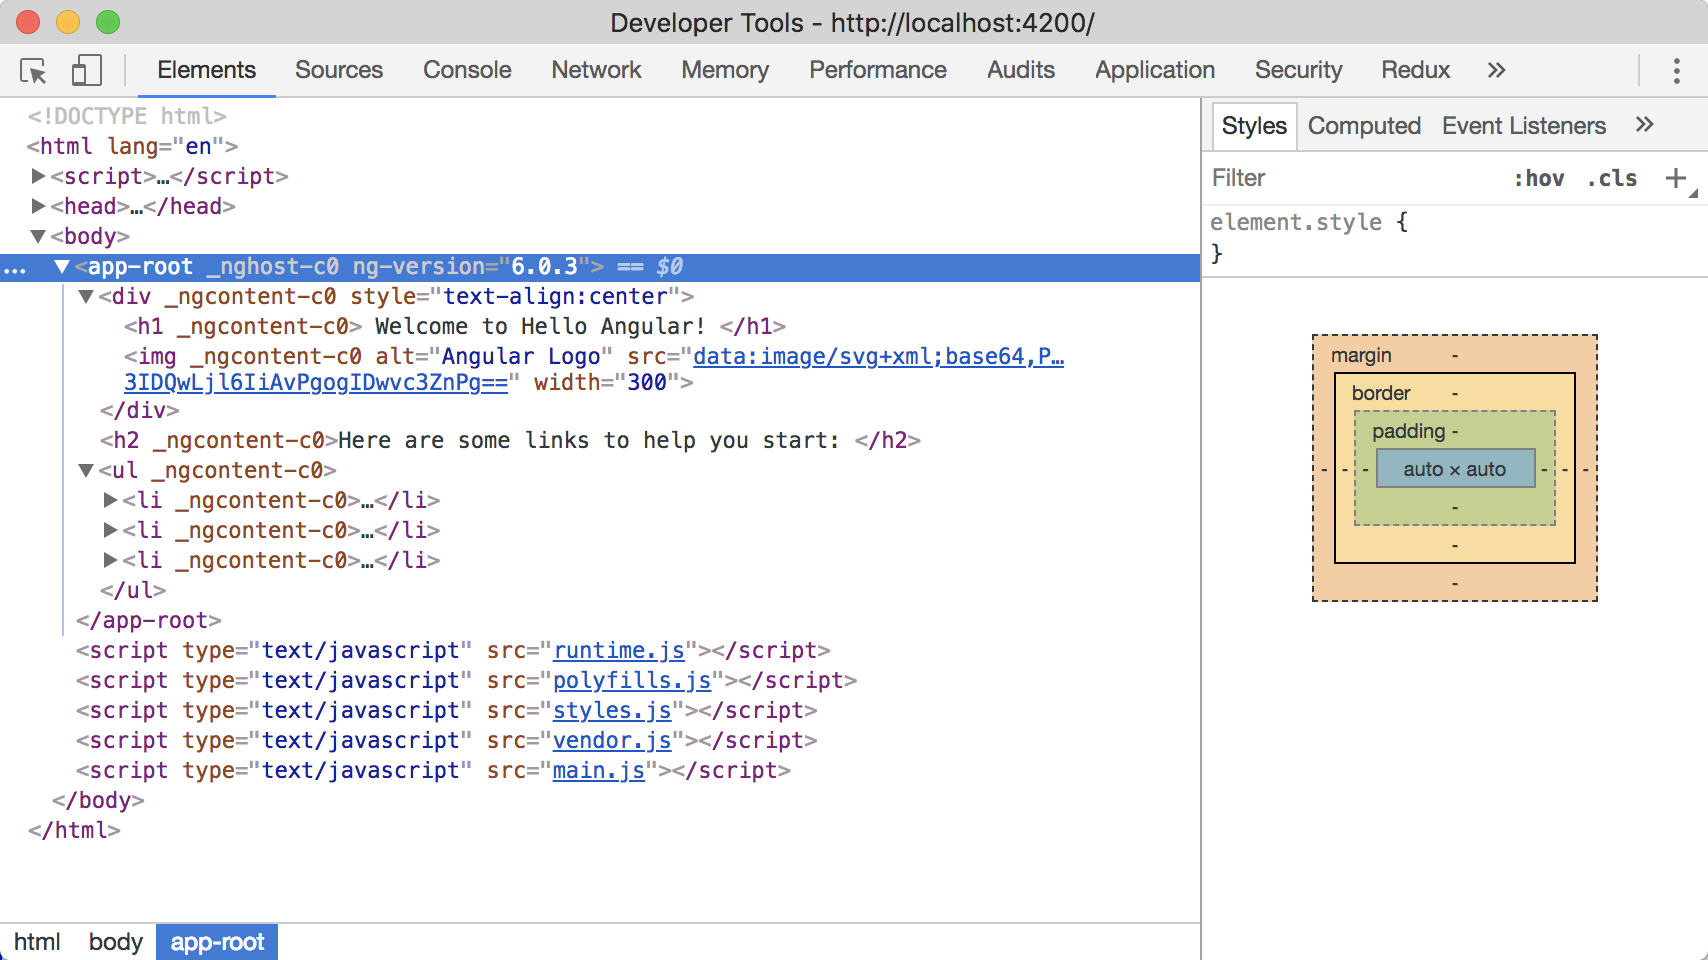 Developer Tools - http://localhost:4200/
Elements Sources Console Network Memory Performance Audits Application Security Redux »
<!DOCTYPE html>
<html lang="en">
▶<script>…</script>
▶<head>…</head>
▼<body>
… ▼<app-root _nghost-c0 ng-version="6.0.3"> == $0
▼<div _ngcontent-c0 style="text-align:center">
<h1 _ngcontent-c0> Welcome to Hello Angular! </h1>
<img _ngcontent-c0 alt="Angular Logo" src="data:image/svg+xml;base64,P…
3IDQwLjl6IiAvPgogIDwvc3ZnPg==" width="300">
</div>
<h2 _ngcontent-c0>Here are some links to help you start: </h2>
▼<ul _ngcontent-c0>
▶<li _ngcontent-c0>…</li>
▶<li _ngcontent-c0>…</li>
▶<li _ngcontent-c0>…</li>
</ul>
</app-root>
<script type="text/javascript" src="runtime.js"></script>
<script type="text/javascript" src="polyfills.js"></script>
<script type="text/javascript" src="styles.js"></script>
<script type="text/javascript" src="vendor.js"></script>
<script type="text/javascript" src="main.js"></script>
</body>
</html>
html body app-root
Styles Computed Event Listeners »
Filter :hov .cls +
element.style {
}
margin -
border -
padding -
- - - auto × auto - - -
-
-
-